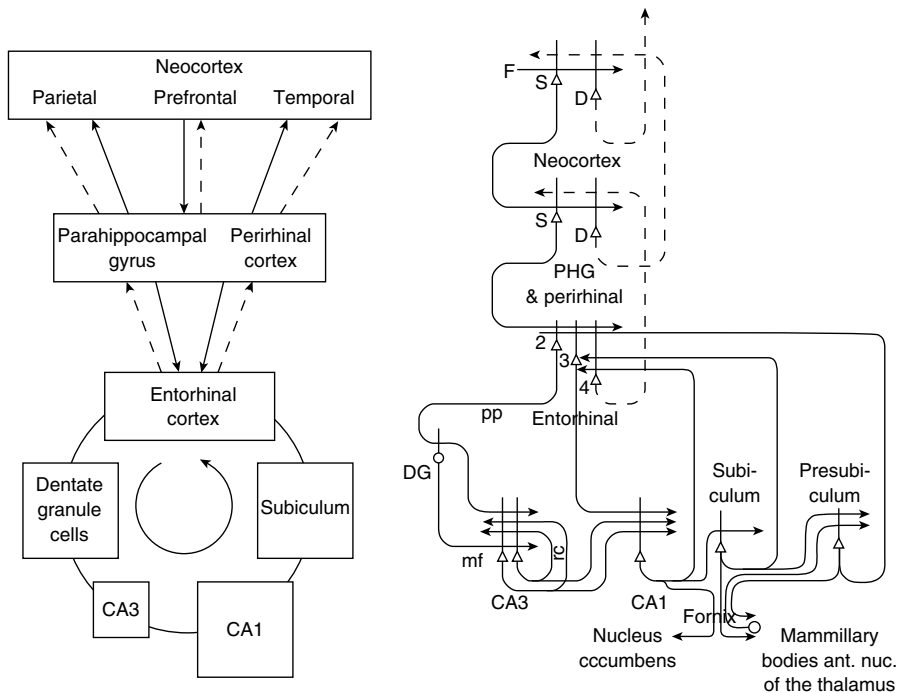 Neocortex
Parietal Prefrontal Temporal
Parahippocampal
gyrus
Perirhinal
cortex
Entorhinal
cortex
Dentate
granule
cells
Subiculum
CA3
CA1
F
S
D
Neocortex
S
D
PHG
& perirhinal
2
3
4
pp
Entorhinal
DG
Subi-
culum
Presubi-
culum
mf
rc
CA3
CA1
Fornix
Nucleus
cccumbens
Mammillary
bodies ant. nuc.
of the thalamus